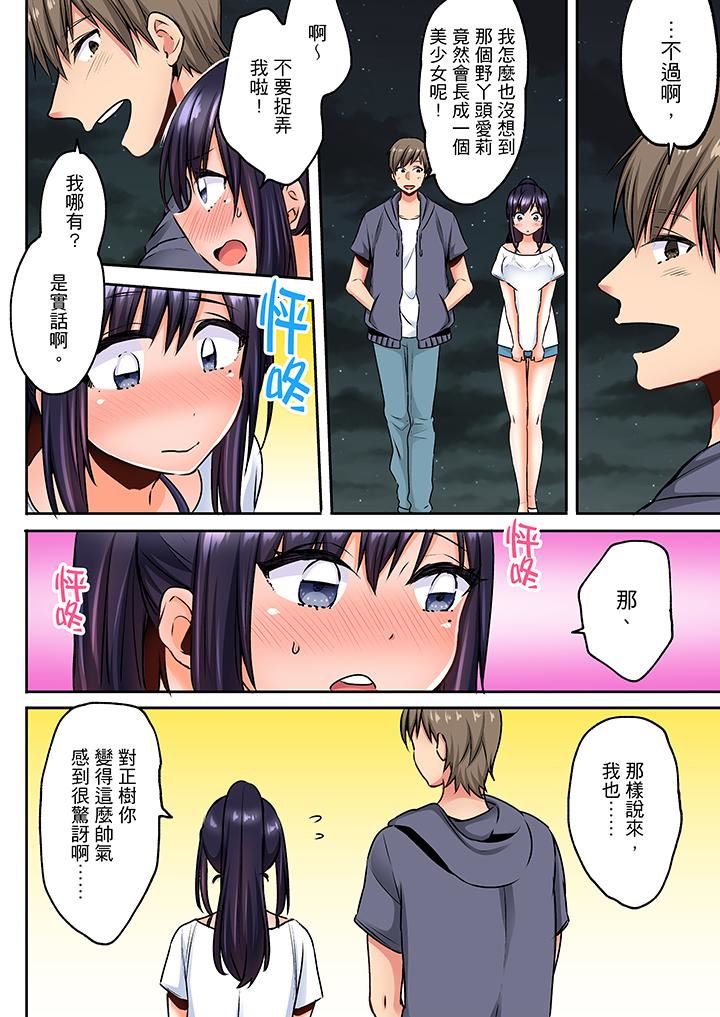 …不過啊，
我怎麼也沒想到
那個野丫頭愛莉
竟然會長成一個
美少女呢！
啊～
不要捉弄
我啦！
我哪有？
是實話啊。
怦咚
怦咚
那、
怦咚
怦咚
那樣說來，
我也……
對正樹你
變得這麼帥氣
感到很驚訝啊……